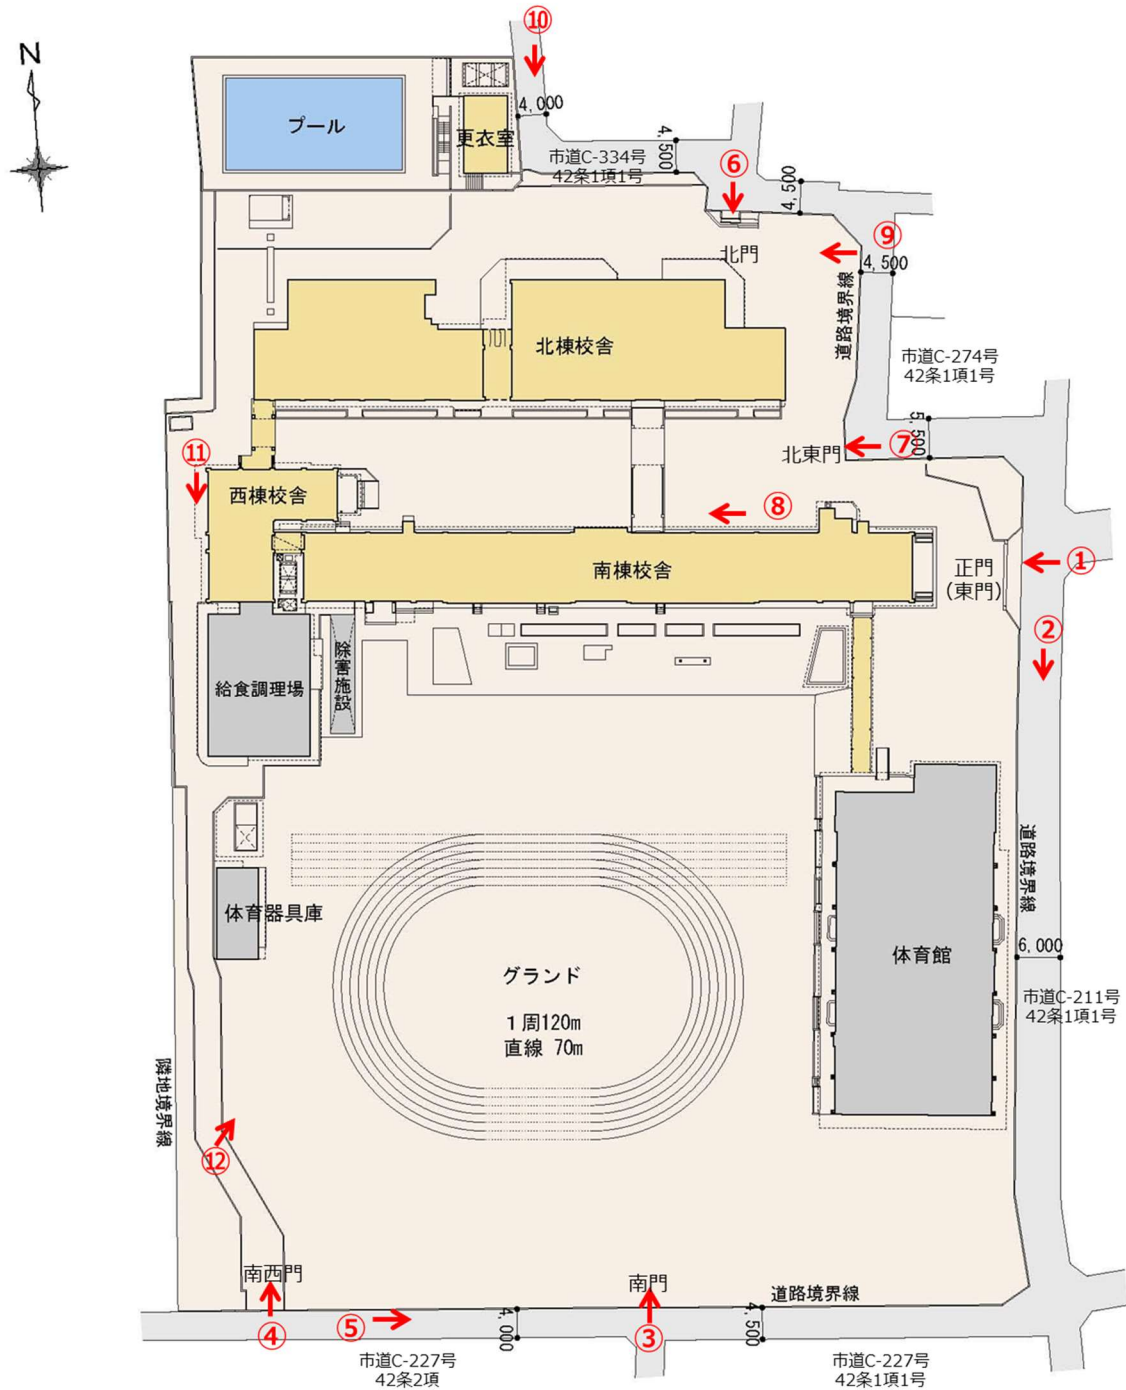 ⑩
N
4,000
プール
更衣室
4,500
市道C-334号
42条1項1号
⑥
4,500
⑨
北門
4,500
道路境界線
北棟校舎
市道C-274号
42条1項1号
⑪
北東門
⑦
5,500
西棟校舎
⑧
南棟校舎
正門
(東門)
①
②
除害施設
給食調理場
道路境界線
体育器具庫
グランド
1周120m
直線 70m
体育館
6,000
市道C-211号
42条1項1号
隣地境界線
⑫
南西門
南門
道路境界線
④
⑤
4,000
③
4,500
市道C-227号
42条2項
市道C-227号
42条1項1号